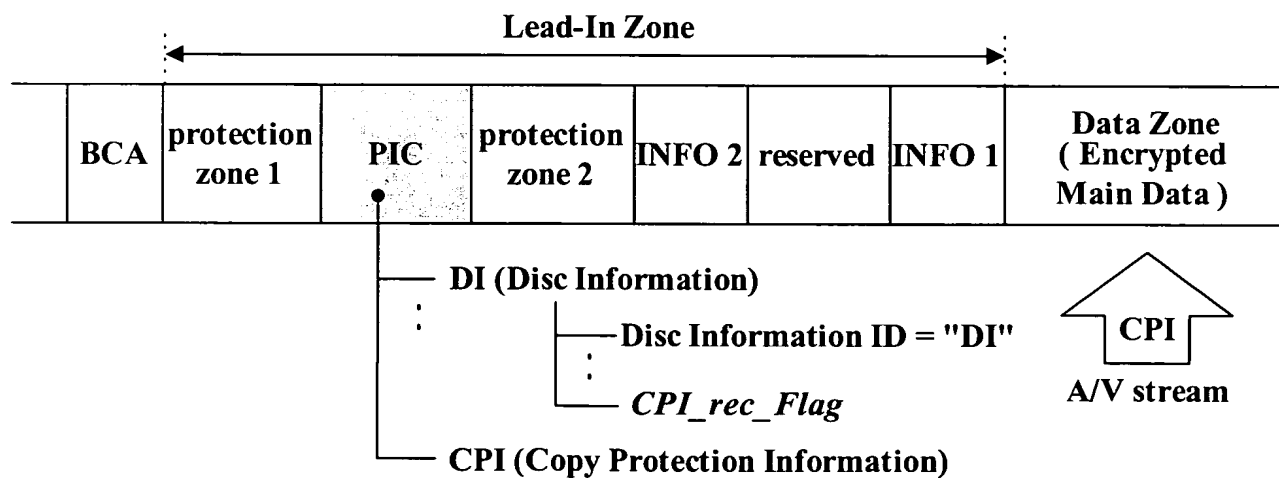 Lead-In Zone
BCA
protection
zone 1
PIC
protection
zone 2
INFO 2
reserved
INFO 1
Data Zone
( Encrypted
Main Data )
DI (Disc Information)
Disc Information ID = "DI"
CPI_rec_Flag
CPI (Copy Protection Information)
CPI
A/V stream